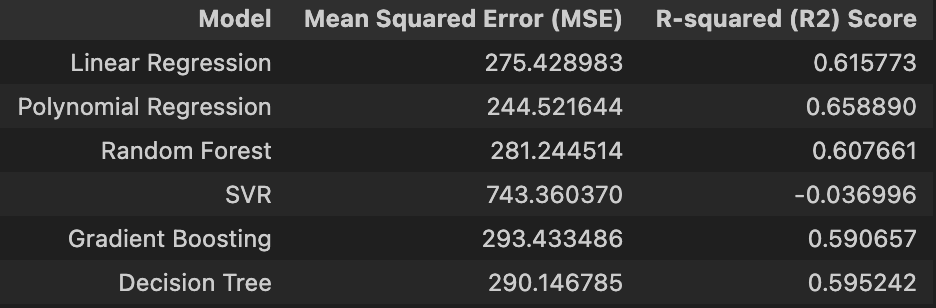 Model Mean Squared Error (MSE) R-squared (R2) Score
Linear Regression 275.428983 0.615773
Polynomial Regression 244.521644 0.658890
Random Forest 281.244514 0.607661
SVR 743.360370 -0.036996
Gradient Boosting 293.433486 0.590657
Decision Tree 290.146785 0.595242